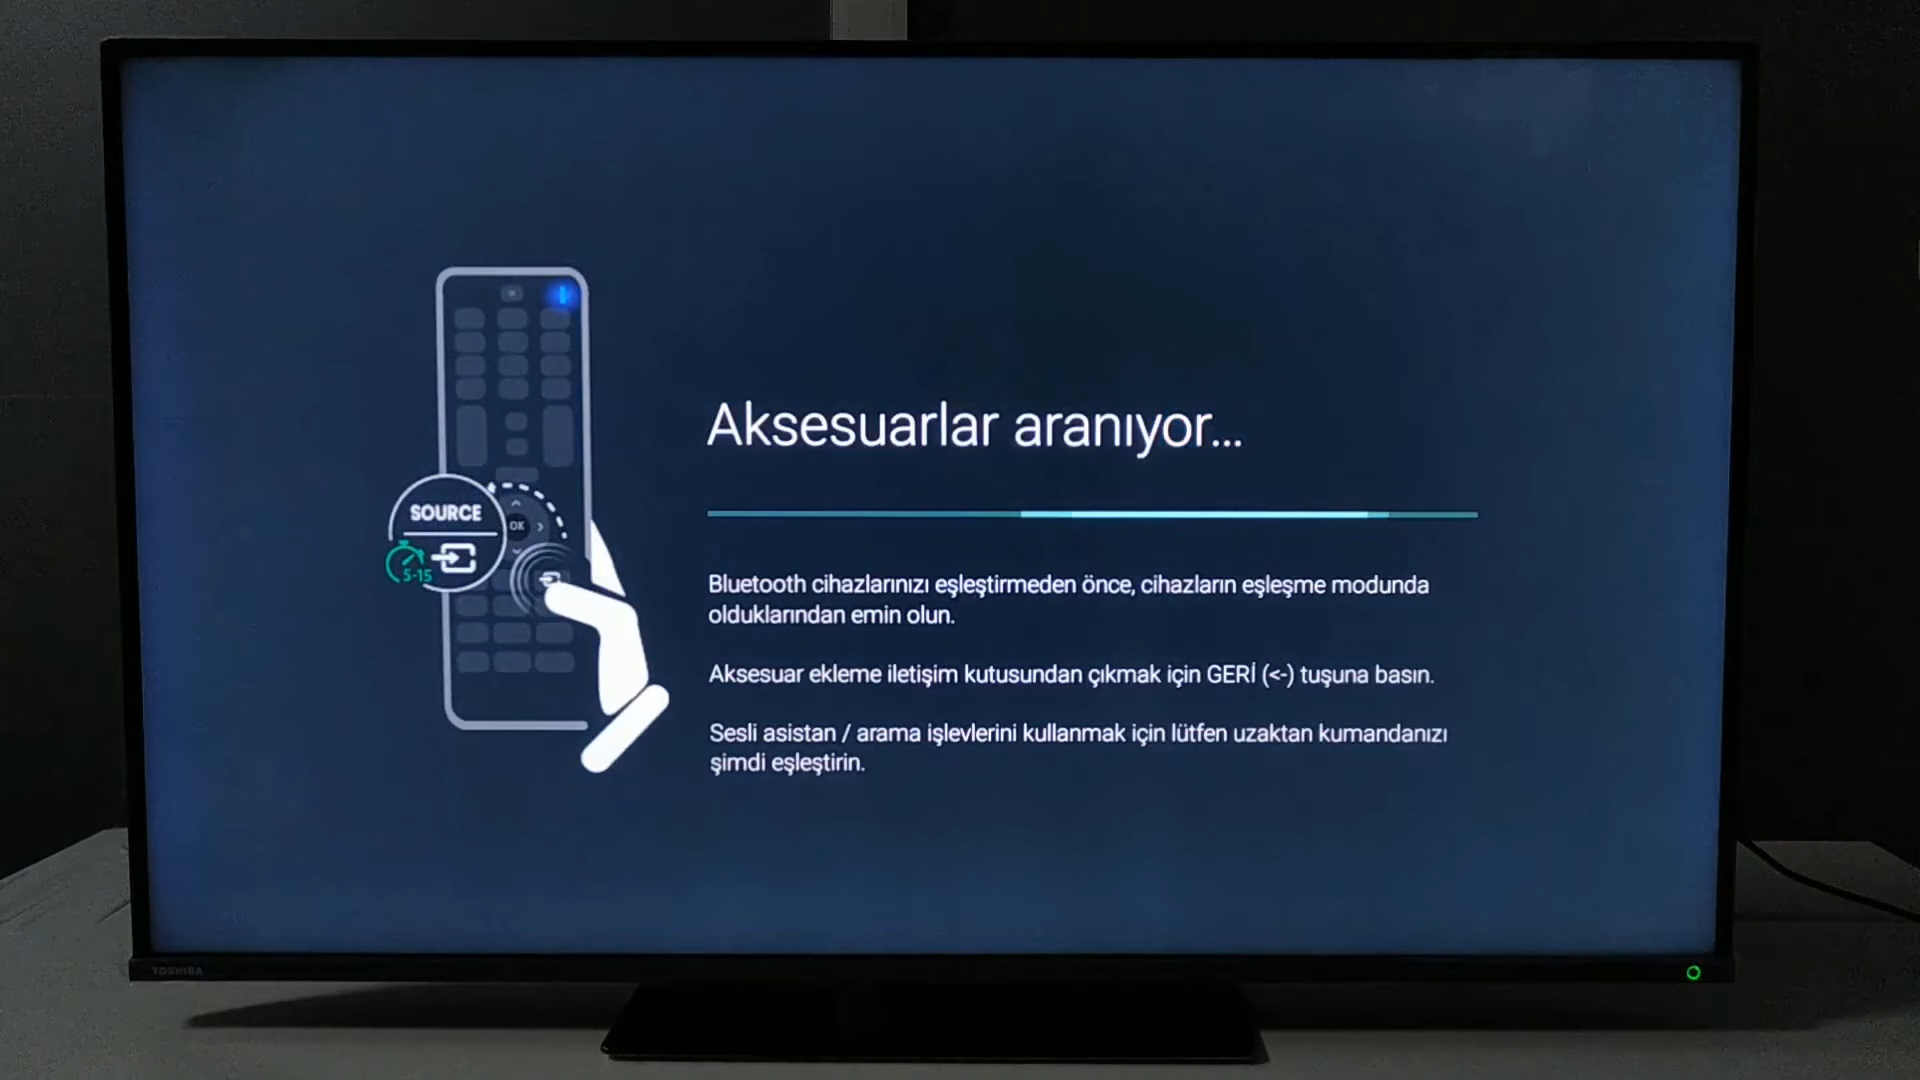 SOURCE
5-15
OK
Aksesuarlar aranıyor...
Bluetooth cihazlarınızı eşleştirmeden önce, cihazların eşleşme modunda
olduklarından emin olun.
Aksesuar ekleme iletişim kutusundan çıkmak için GERİ (<-) tuşuna basın.
Sesli asistan / arama işlevlerini kullanmak için lütfen uzaktan kumandanızı
şimdi eşleştirin.
TOSHIBA